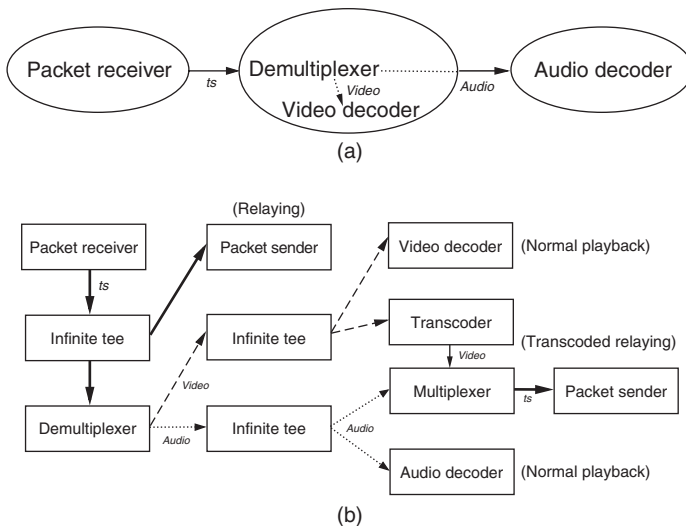 Packet receiver
ts
Demultiplexer
Video
Video decoder
Audio
Audio decoder
(a)
(Relaying)
Packet receiver
Packet sender
Video decoder
(Normal playback)
ts
Infinite tee
Infinite tee
Transcoder
(Transcoded relaying)
Video
Video
Multiplexer
ts
Packet sender
Demultiplexer
Audio
Infinite tee
Audio
Audio decoder
(Normal playback)
(b)